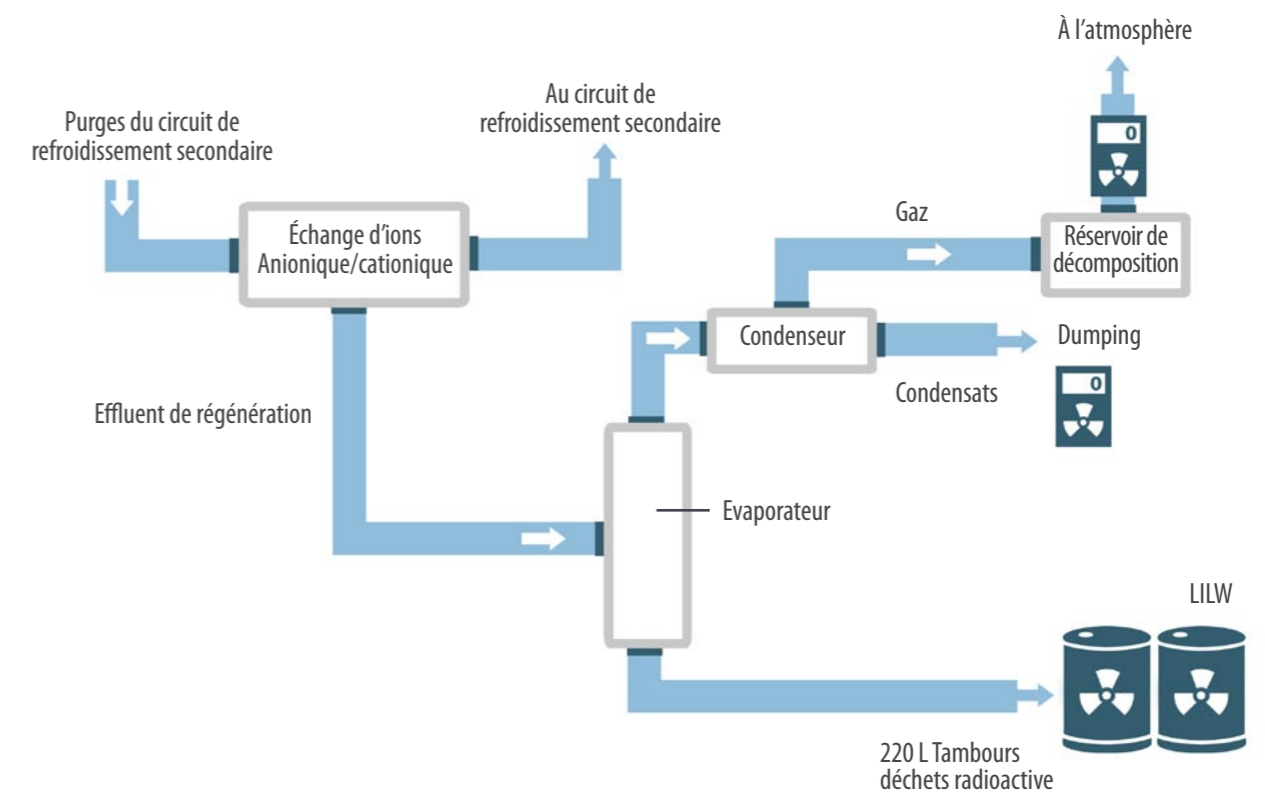 À l’atmosphère
Purges du circuit de
refroidissement secondaire
Au circuit de
refroidissement secondaire
0
Échange d’ions
Anionique/cationique
Gaz
Réservoir de
décomposition
Condenseur
Dumping
0
Condensats
Effluent de régénération
Evaporateur
LILW
220 L Tambours
déchets radioactive